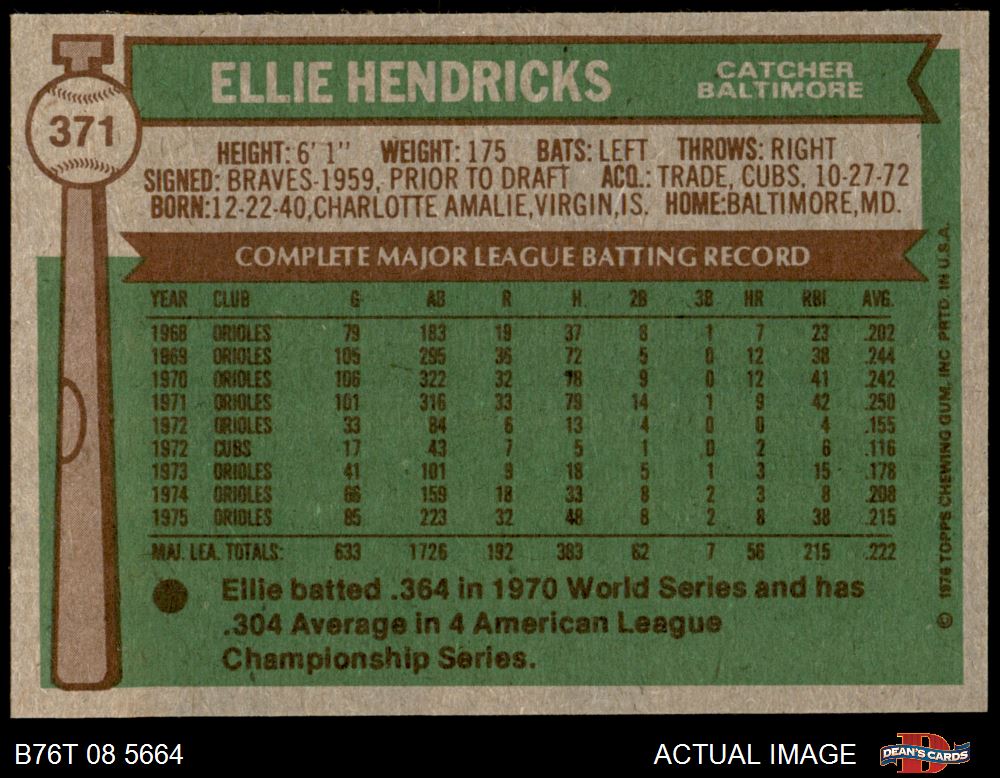 ELLIE HENDRICKS
CATCHER
BALTIMORE
371
HEIGHT: 6' 1" WEIGHT: 175 BATS: LEFT THROWS: RIGHT
SIGNED: BRAVES-1959, PRIOR TO DRAFT ACQ.: TRADE, CUBS, 10-27-72
BORN:12-22-40,CHARLOTTE AMALIE,VIRGIN,IS. HOME:BALTIMORE,MD.
COMPLETE MAJOR LEAGUE BATTING RECORD
YEAR CLUB G AB R H 2B 3B HR RBI AVG.
1968 ORIOLES 79 183 19 37 8 1 7 23 .202
1969 ORIOLES 105 295 36 72 5 0 12 38 .244
1970 ORIOLES 106 322 32 78 9 0 12 41 .242
1971 ORIOLES 101 316 33 79 14 1 9 42 .250
1972 ORIOLES 33 84 6 13 4 0 0 4 .155
1972 CUBS 17 43 7 5 1 0 2 6 .116
1973 ORIOLES 41 101 9 18 5 1 3 15 .178
1974 ORIOLES 66 159 18 33 8 2 3 8 .208
1975 ORIOLES 85 223 32 48 8 2 8 38 .215
MAJ. LEA. TOTALS: 633 1726 192 383 62 7 56 215 .222
Ellie batted .364 in 1970 World Series and has
.304 Average in 4 American League
Championship Series.
© 1976 TOPPS CHEWING GUM, INC PRTD. IN U.S.A.
B76T 08 5664
ACTUAL IMAGE
DEAN'S CARDS